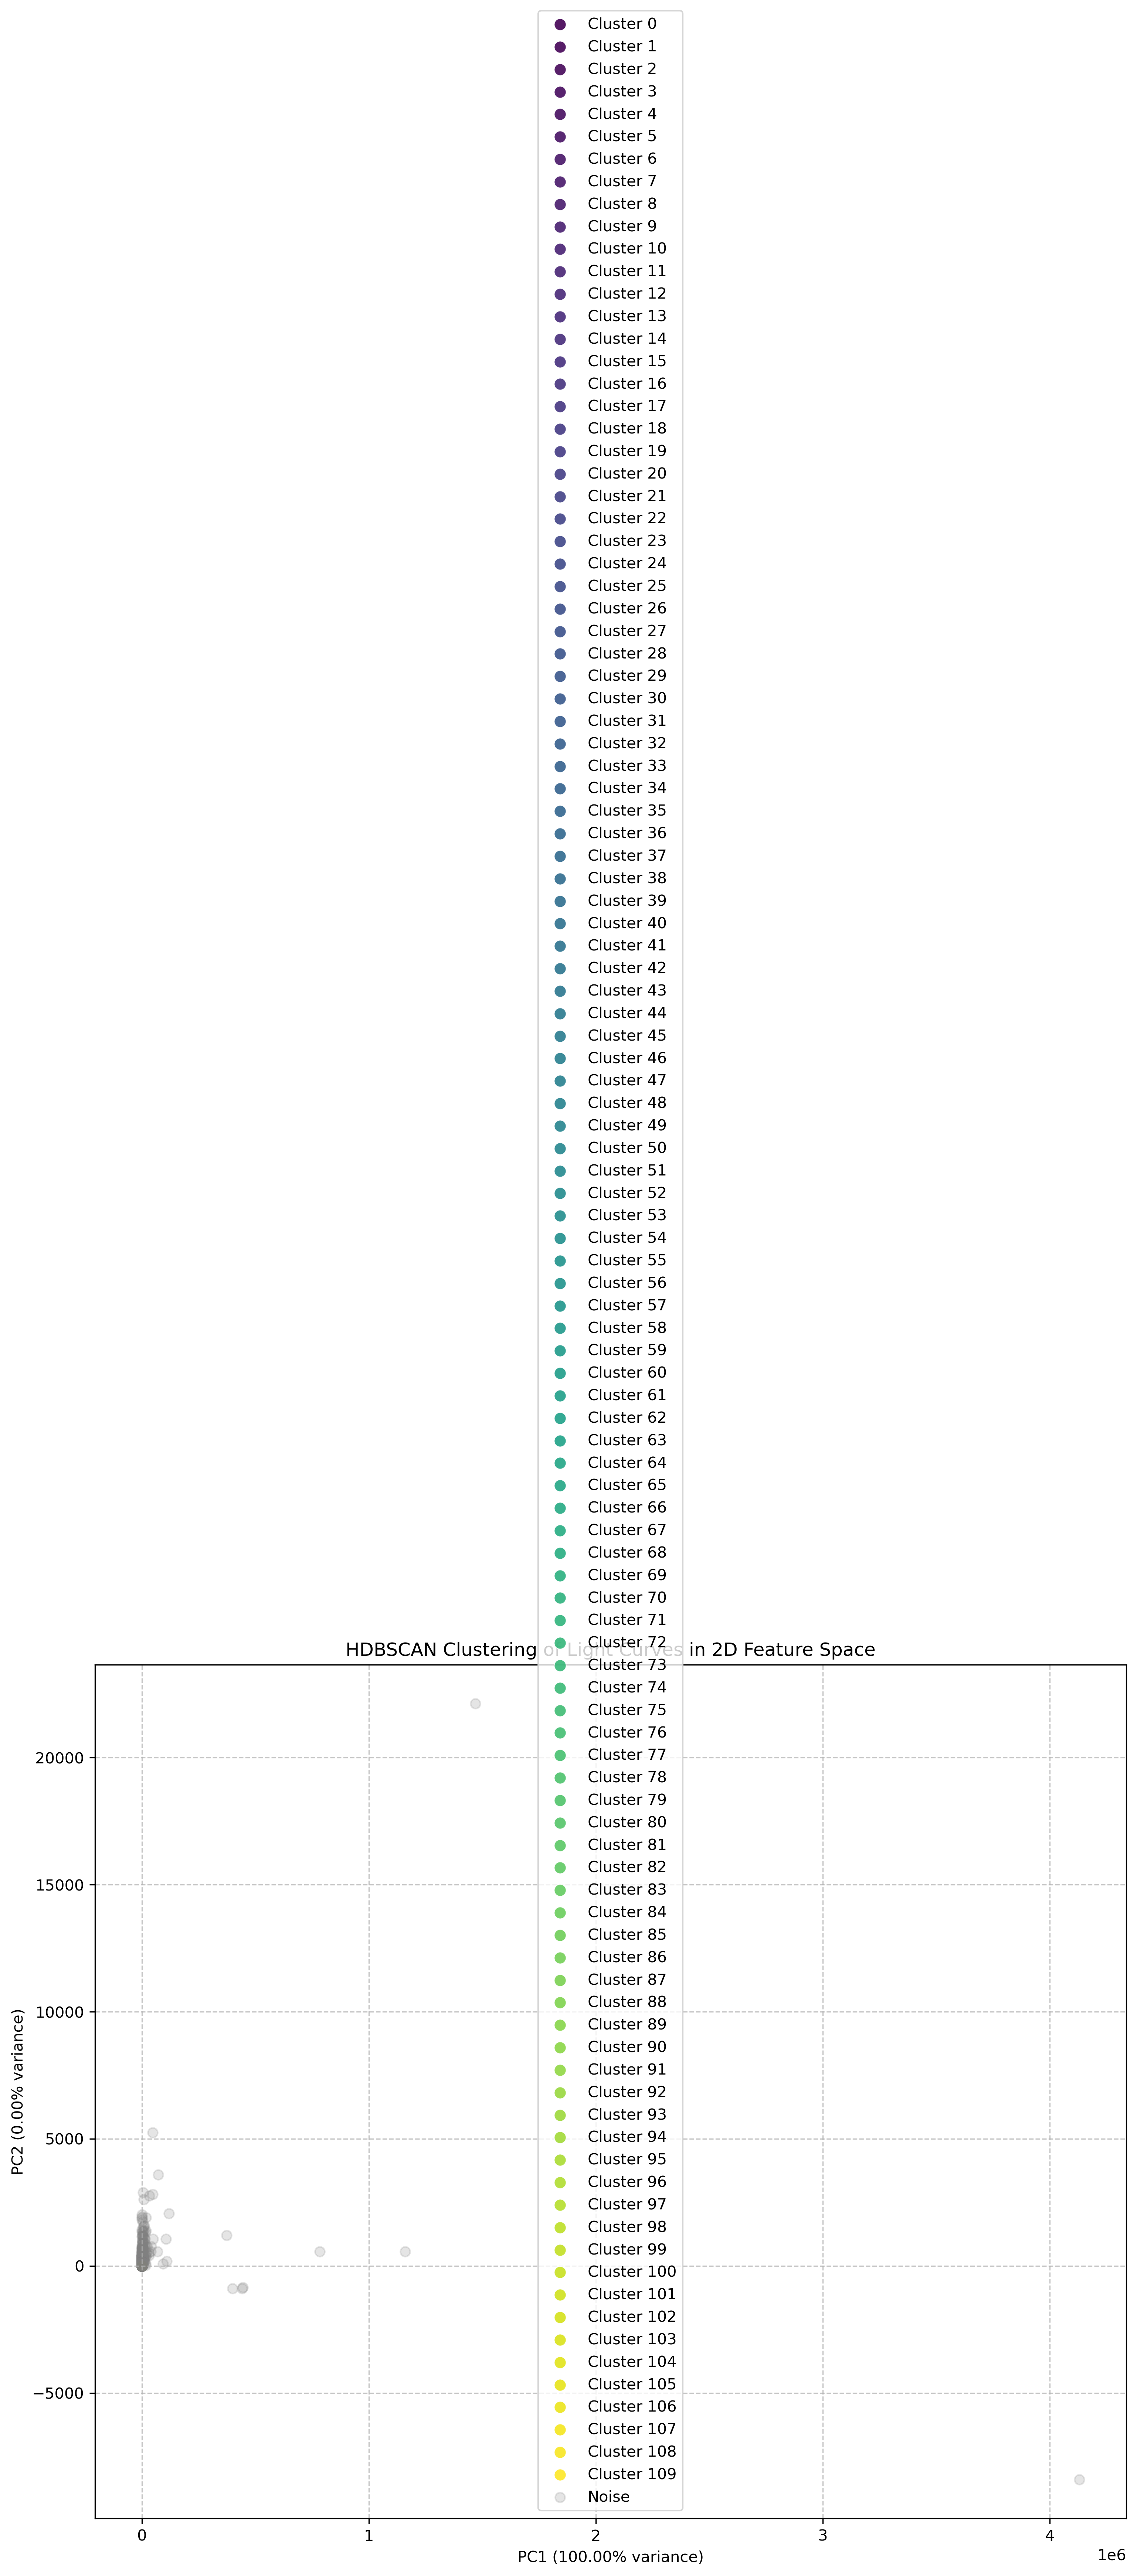 Cluster 0
Cluster 1
Cluster 2
Cluster 3
Cluster 4
Cluster 5
Cluster 6
Cluster 7
Cluster 8
Cluster 9
Cluster 10
Cluster 11
Cluster 12
Cluster 13
Cluster 14
Cluster 15
Cluster 16
Cluster 17
Cluster 18
Cluster 19
Cluster 20
Cluster 21
Cluster 22
Cluster 23
Cluster 24
Cluster 25
Cluster 26
Cluster 27
Cluster 28
Cluster 29
Cluster 30
Cluster 31
Cluster 32
Cluster 33
Cluster 34
Cluster 35
Cluster 36
Cluster 37
Cluster 38
Cluster 39
Cluster 40
Cluster 41
Cluster 42
Cluster 43
Cluster 44
Cluster 45
Cluster 46
Cluster 47
Cluster 48
Cluster 49
Cluster 50
Cluster 51
Cluster 52
Cluster 53
Cluster 54
Cluster 55
Cluster 56
Cluster 57
Cluster 58
Cluster 59
Cluster 60
Cluster 61
Cluster 62
Cluster 63
Cluster 64
Cluster 65
Cluster 66
Cluster 67
Cluster 68
Cluster 69
Cluster 70
Cluster 71
Cluster 72
Cluster 73
Cluster 74
Cluster 75
Cluster 76
Cluster 77
Cluster 78
Cluster 79
Cluster 80
Cluster 81
Cluster 82
Cluster 83
Cluster 84
Cluster 85
Cluster 86
Cluster 87
Cluster 88
Cluster 89
Cluster 90
Cluster 91
Cluster 92
Cluster 93
Cluster 94
Cluster 95
Cluster 96
Cluster 97
Cluster 98
Cluster 99
Cluster 100
Cluster 101
Cluster 102
Cluster 103
Cluster 104
Cluster 105
Cluster 106
Cluster 107
Cluster 108
Cluster 109
Noise
HDBSCAN Clustering of Light Curves in 2D Feature Space
20000
15000
10000
5000
0
−5000
PC2 (0.00% variance)
0 1 2 3 4
1e6
PC1 (100.00% variance)